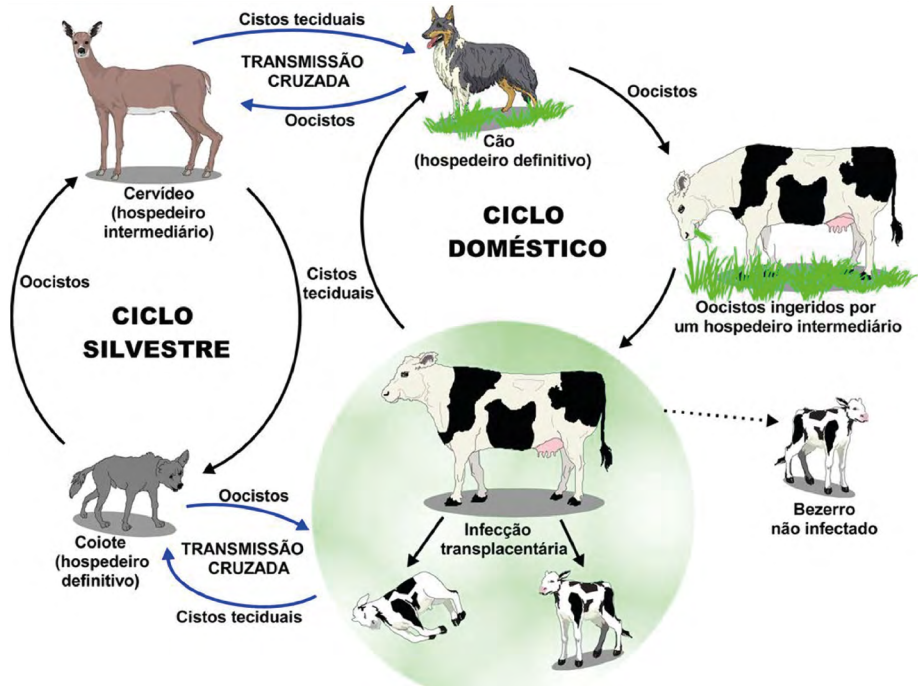 Cistos teciduais
TRANSMISSÃO
CRUZADA
Oocistos
Cervídeo
(hospedeiro
intermediário)
Cão
(hospedeiro definitivo)
Oocistos
CICLO
DOMÉSTICO
Oocistos ingeridos por
um hospedeiro intermediário
Oocistos
CICLO
SILVESTRE
Cistos
teciduais
Coiote
(hospedeiro
definitivo)
Oocistos
TRANSMISSÃO
CRUZADA
Cistos teciduais
Infecção
transplacentária
Bezerro
não infectado